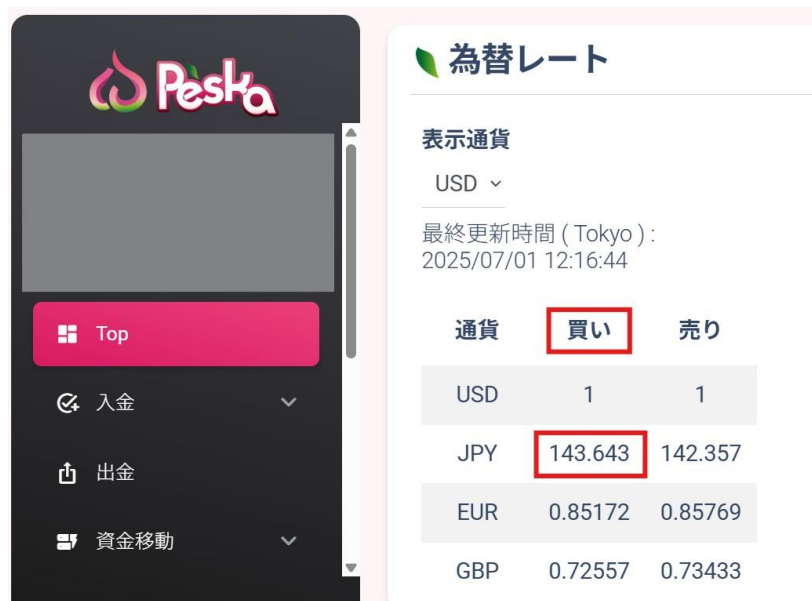 Pèska
Top
入金
出金
資金移動
為替レート
表示通貨
USD
最終更新時間 ( Tokyo ) :
2025/07/01 12:16:44
通貨 買い 売り
USD 1 1
JPY 143.643 142.357
EUR 0.85172 0.85769
GBP 0.72557 0.73433